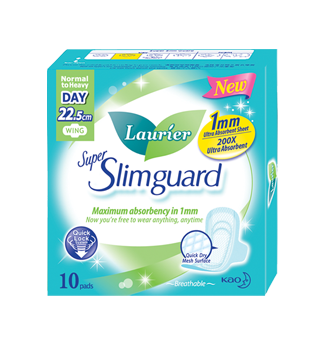 Normal
to Heavy
DAY
22.5cm
WING
New
Laurier
1mm
Ultra Absorbent Sheet
200X
Ultra Absorbent
Super
Slimguard
Maximum absorbency in 1mm
Now you're free to wear anything, anytime
Quick
Lock
Quick Dry
Mesh Surface
10 pads
Breathable
Kao